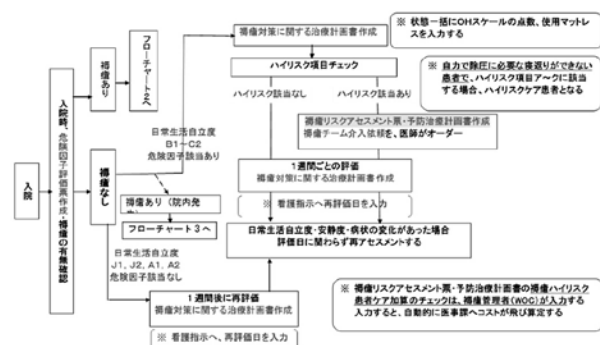 入院
入院時、危険因子評価票作成・褥瘡の有無確認
褥瘡あり
フローチャート2へ
褥瘡なし
日常生活自立度
B1～C2
危険因子該当あり
褥瘡あり（院内発
フローチャート3へ
日常生活自立度
J1, J2, A1, A2
危険因子該当なし
褥瘡対策に関する治療計画書作成
ハイリスク項目チェック
ハイリスク該当なし
ハイリスク該当あり
褥瘡リスクアセスメント票・予防治療計画書作成
褥瘡チーム介入依頼を、医師がオーダー
1週間ごとの評価
褥瘡対策に関する治療計画書作成
※ 看護指示へ再評価日を入力
日常生活自立度・安静度・病状の変化があった場合
評価日に関わらず再アセスメントする
1週間後に再評価
褥瘡対策に関する治療計画書作成
※ 看護指示へ、再評価日を入力
※ 状態一括にOHスケールの点数、使用マットレ
スを入力する
※ 自力で除圧に必要な寝返りができない
患者で、ハイリスク項目ア～クに該当
する場合、ハイリスクケア患者となる
※ 褥瘡リスクアセスメント票・予防治療計画書の褥瘡ハイリスク
患者ケア加算のチェックは、褥瘡管理者(WOC)が入力する
入力すると、自動的に医事課へコストが飛び算定する